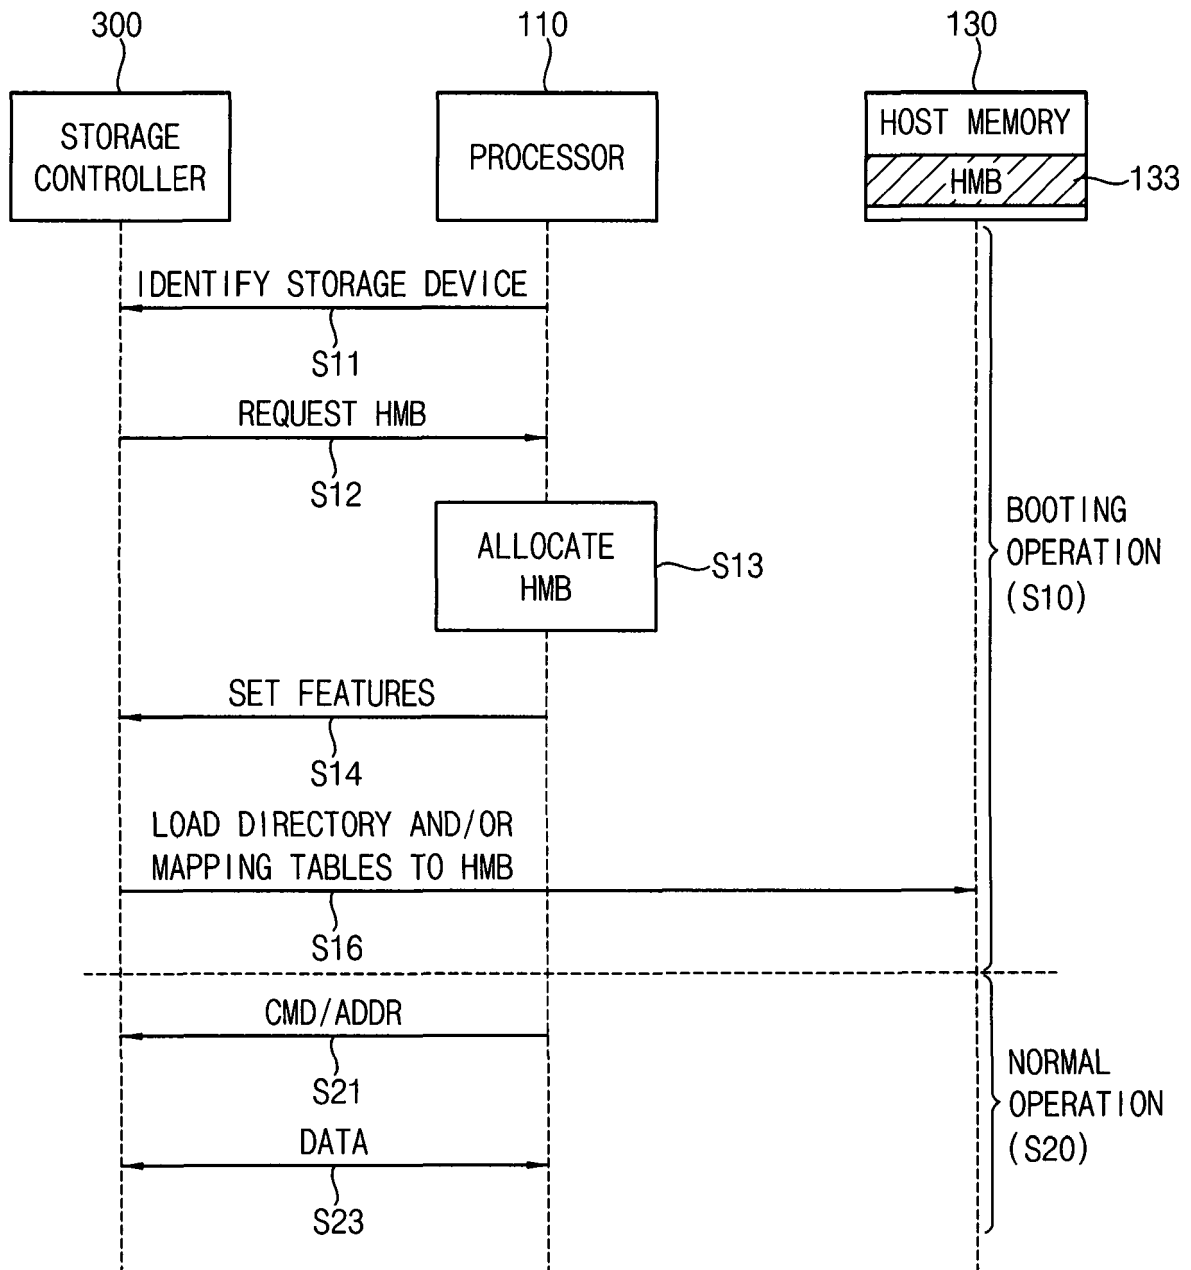 300
110
130
STORAGE
CONTROLLER
PROCESSOR
HOST MEMORY
HMB
133
IDENTIFY STORAGE DEVICE
S11
REQUEST HMB
S12
ALLOCATE
HMB
S13
BOOTING
OPERATION
(S10)
SET FEATURES
S14
LOAD DIRECTORY AND/OR
MAPPING TABLES TO HMB
S16
CMD/ADDR
S21
NORMAL
OPERATION
(S20)
DATA
S23